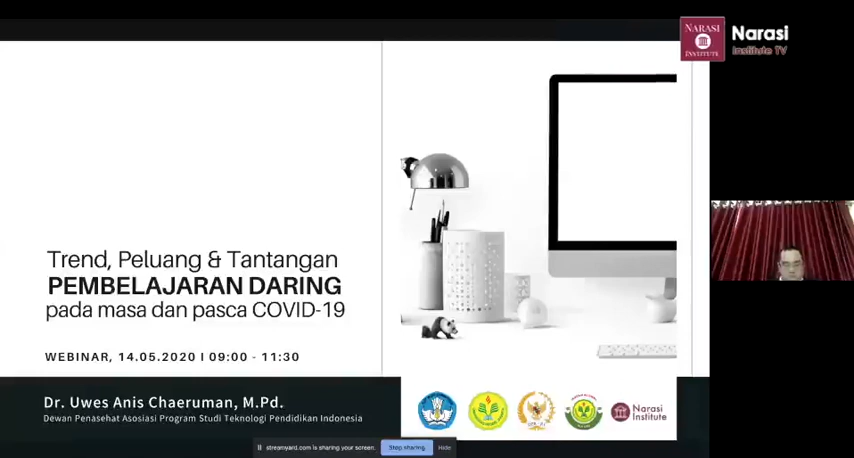 NARASI
INSTITUTE
Narasi
Institute TV
Trend, Peluang & Tantangan
PEMBELAJARAN DARING
pada masa dan pasca COVID-19
WEBINAR, 14.05.2020 I 09:00 - 11:30
Dr. Uwes Anis Chaeruman, M.Pd.
Dewan Penasehat Asosiasi Program Studi Teknologi Pendidikan Indonesia
Narasi
Institute
streamyard.com is sharing your screen.
Stop sharing
Hide